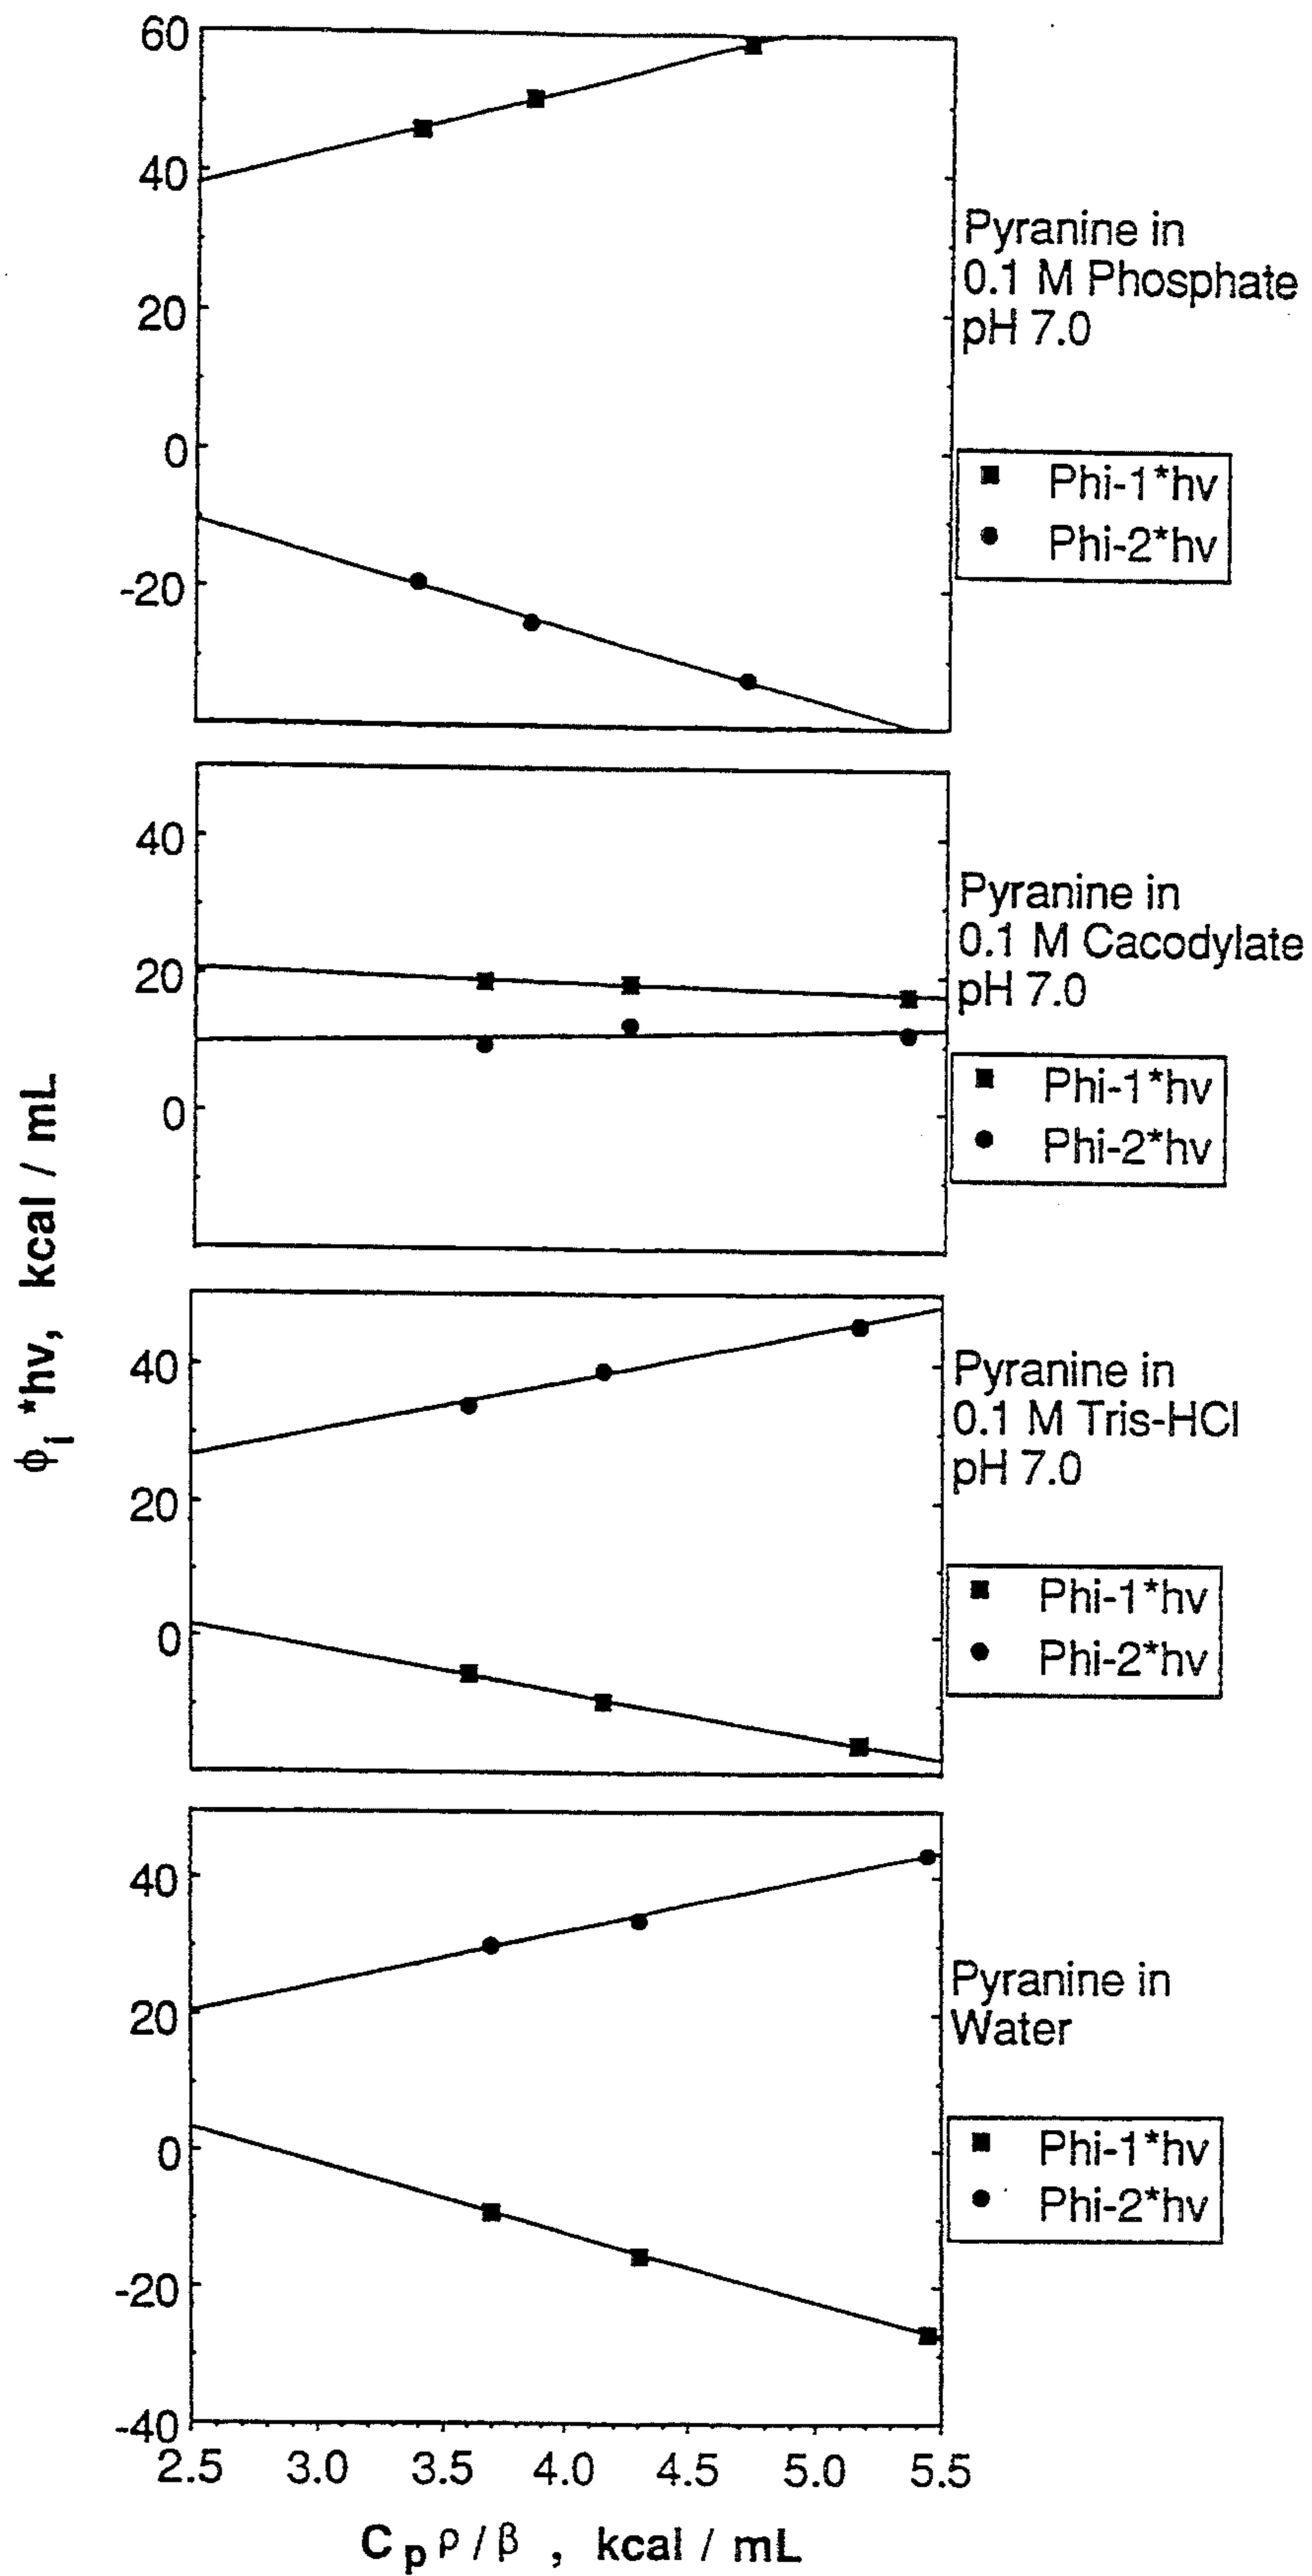 60
40
20
0
-20
Pyranine in
0.1 M Phosphate
pH 7.0
Phi-1*hv
Phi-2*hv
40
20
0
Pyranine in
0.1 M Cacodylate
pH 7.0
Phi-1*hv
Phi-2*hv
40
20
0
Pyranine in
0.1 M Tris-HCl
pH 7.0
Phi-1*hv
Phi-2*hv
40
20
0
-20
-40
Pyranine in
Water
Phi-1*hv
Phi-2*hv
2.5 3.0 3.5 4.0 4.5 5.0 5.5
C p ρ / β , kcal / mL
ϕ i *hv, kcal / mL